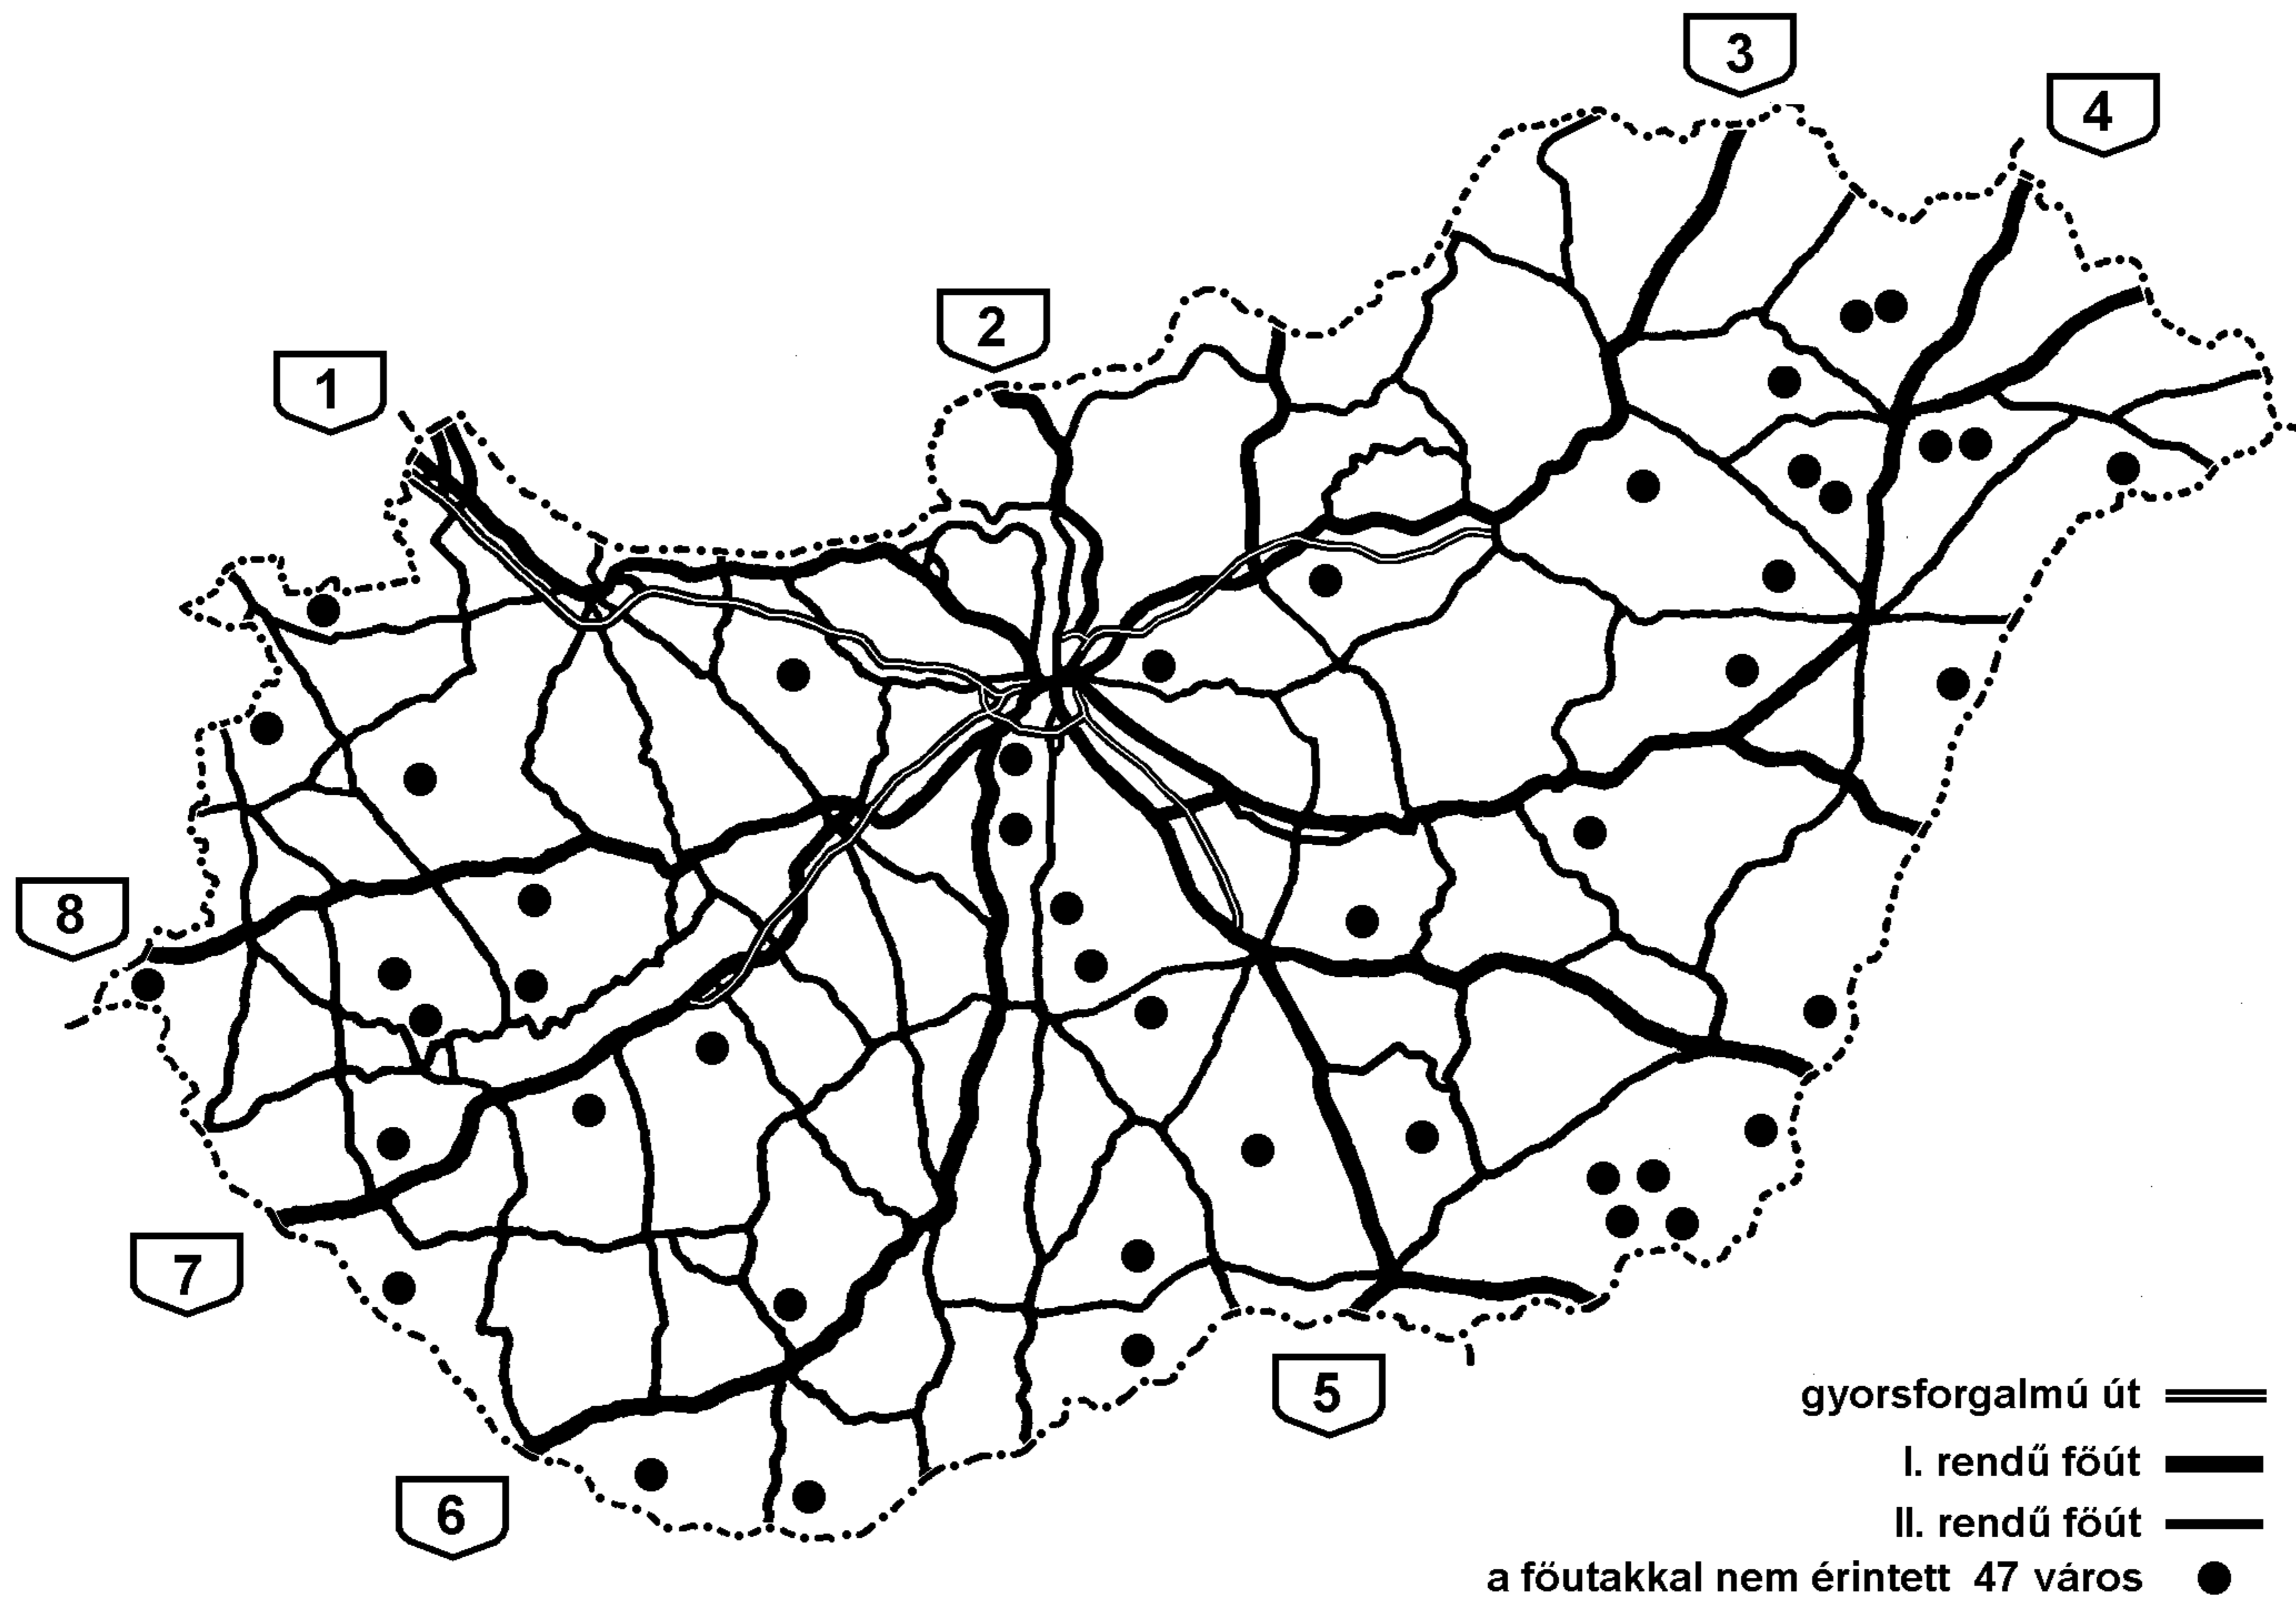 3
4
2
1
8
7
5
6
gyorsforgalmú út
I. rendű főút
II. rendű főút
a főutakkal nem érintett 47 város